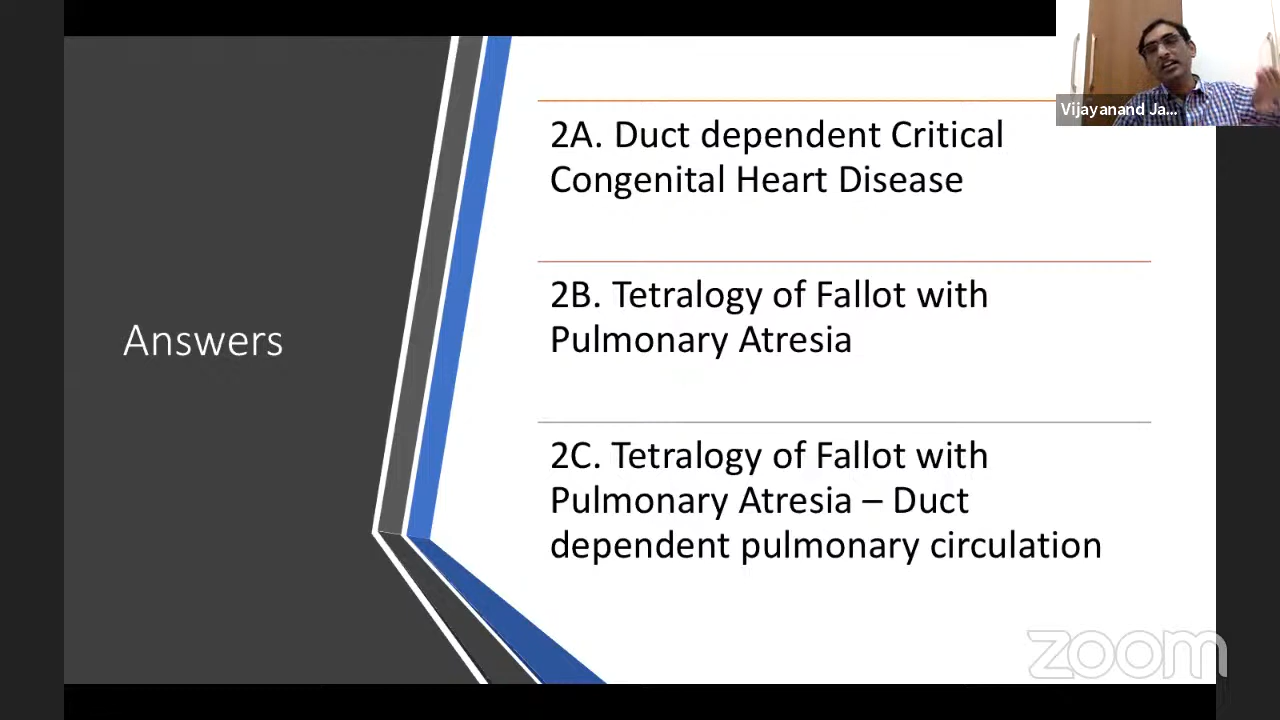 Vijayanand Ja...
2A. Duct dependent Critical
Congenital Heart Disease
2B. Tetralogy of Fallot with
Pulmonary Atresia
Answers
2C. Tetralogy of Fallot with
Pulmonary Atresia – Duct
dependent pulmonary circulation
zoom